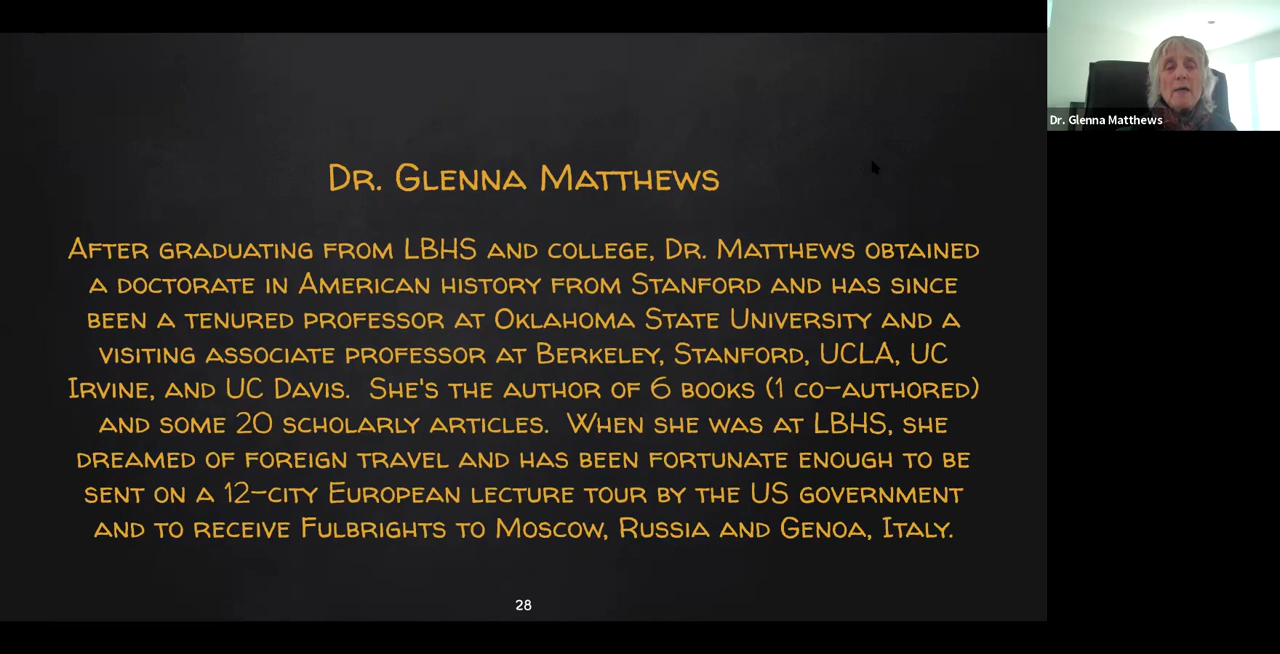 Dr. Glenna Matthews
After graduating from LBHS and college, Dr. Matthews obtained
a doctorate in American history from Stanford and has since
been a tenured professor at Oklahoma State University and a
visiting associate professor at Berkeley, Stanford, UCLA, UC
Irvine, and UC Davis. She's the author of 6 books (1 co-authored)
and some 20 scholarly articles. When she was at LBHS, she
dreamed of foreign travel and has been fortunate enough to be
sent on a 12-city European lecture tour by the US government
and to receive Fulbrights to Moscow, Russia and Genoa, Italy.
28
Dr. Glenna Matthews